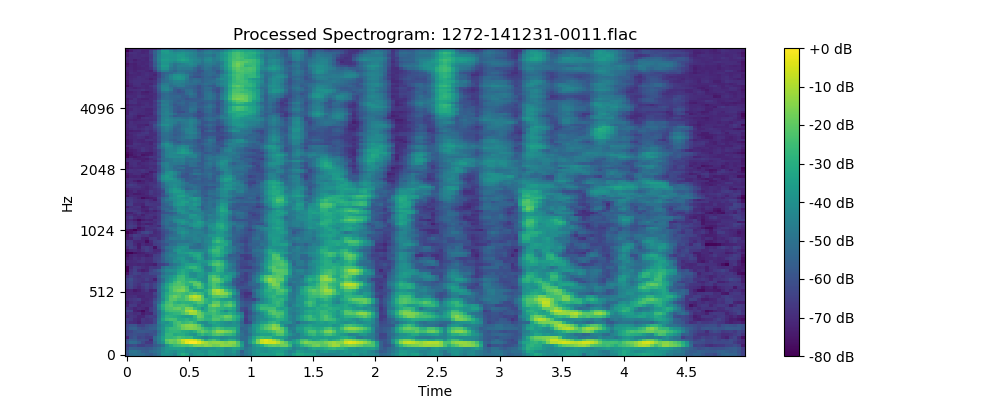 Processed Spectrogram: 1272-141231-0011.flac
Hz
4096
2048
1024
512
0
0 0.5 1 1.5 2 2.5 3 3.5 4 4.5
Time
+0 dB
-10 dB
-20 dB
-30 dB
-40 dB
-50 dB
-60 dB
-70 dB
-80 dB